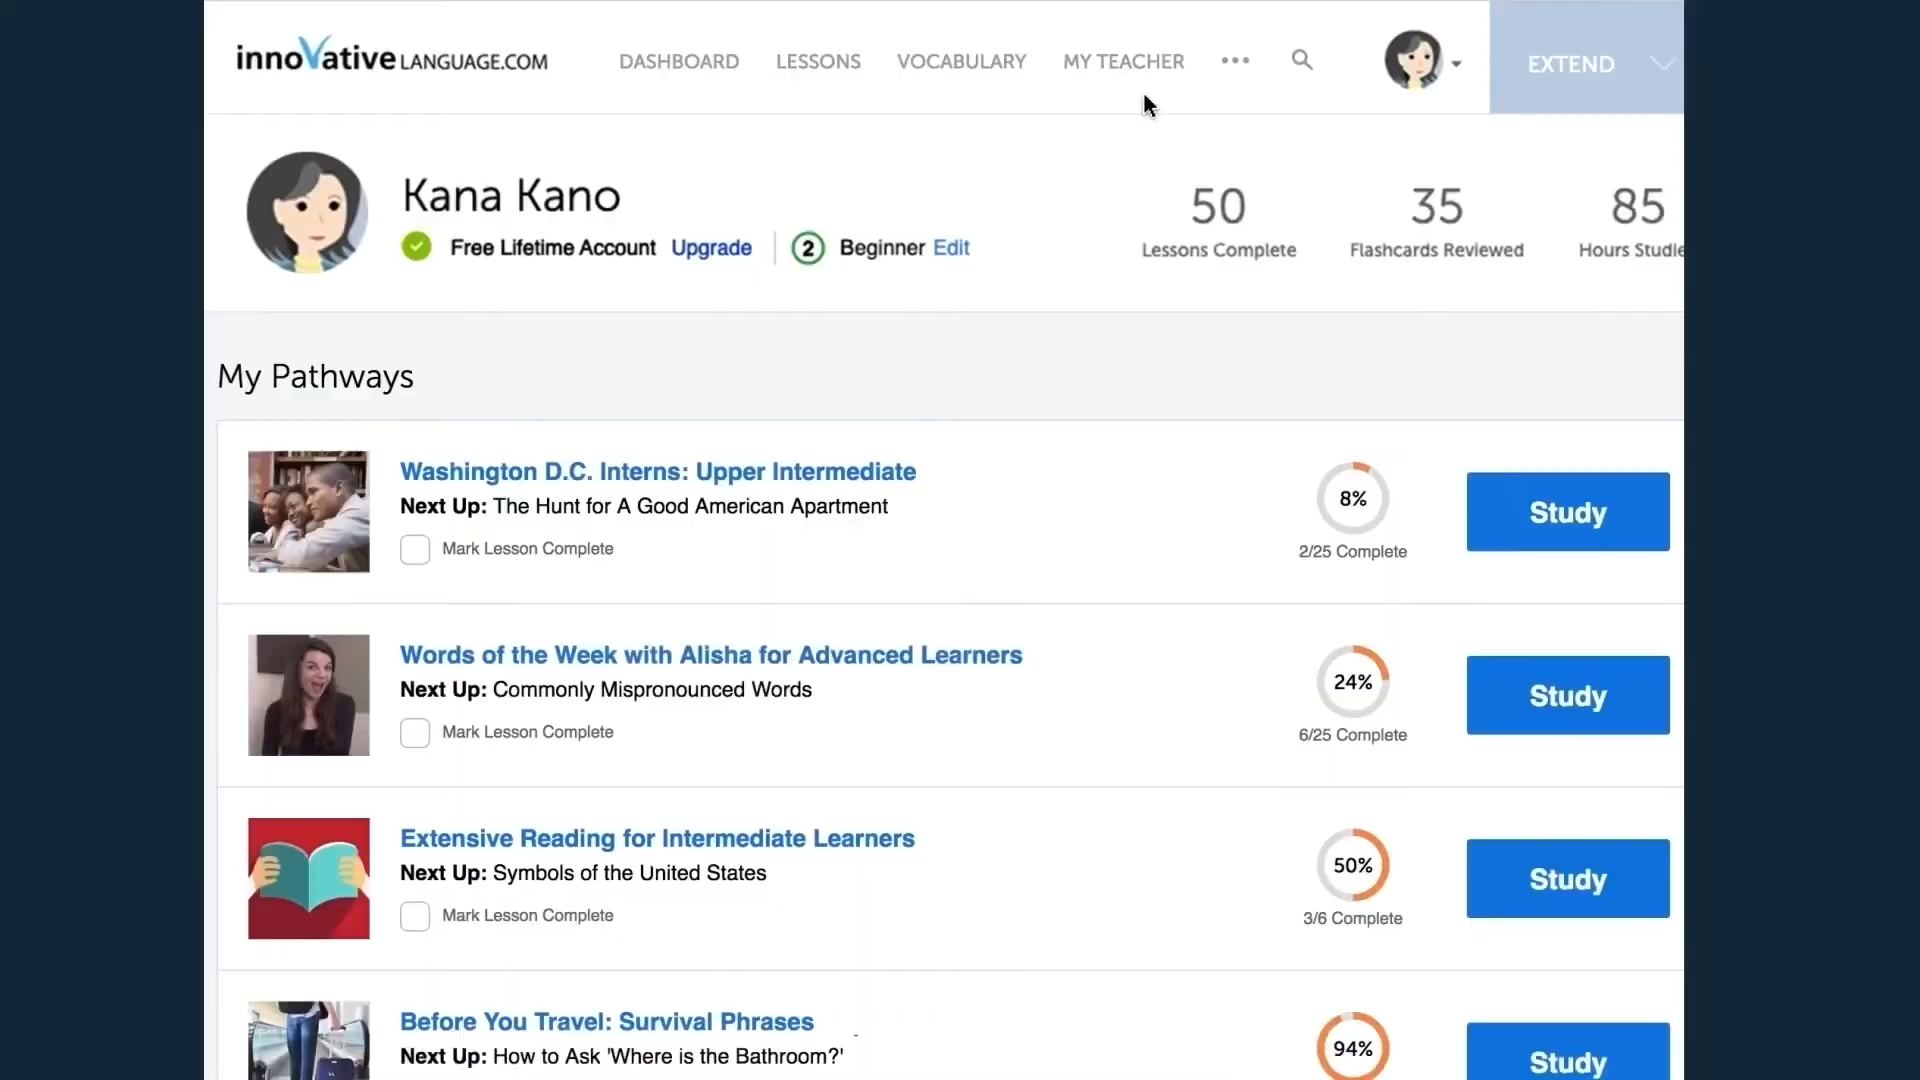 innoVative LANGUAGE.COM
DASHBOARD
LESSONS
VOCABULARY
MY TEACHER
EXTEND
Kana Kano
Free Lifetime Account Upgrade
2 Beginner Edit
50
Lessons Complete
35
Flashcards Reviewed
85
Hours Studie
My Pathways
Washington D.C. Interns: Upper Intermediate
Next Up: The Hunt for A Good American Apartment
Mark Lesson Complete
8%
2/25 Complete
Study
Words of the Week with Alisha for Advanced Learners
Next Up: Commonly Mispronounced Words
Mark Lesson Complete
24%
6/25 Complete
Study
Extensive Reading for Intermediate Learners
Next Up: Symbols of the United States
Mark Lesson Complete
50%
3/6 Complete
Study
Before You Travel: Survival Phrases
Next Up: How to Ask 'Where is the Bathroom?'
94%
Study